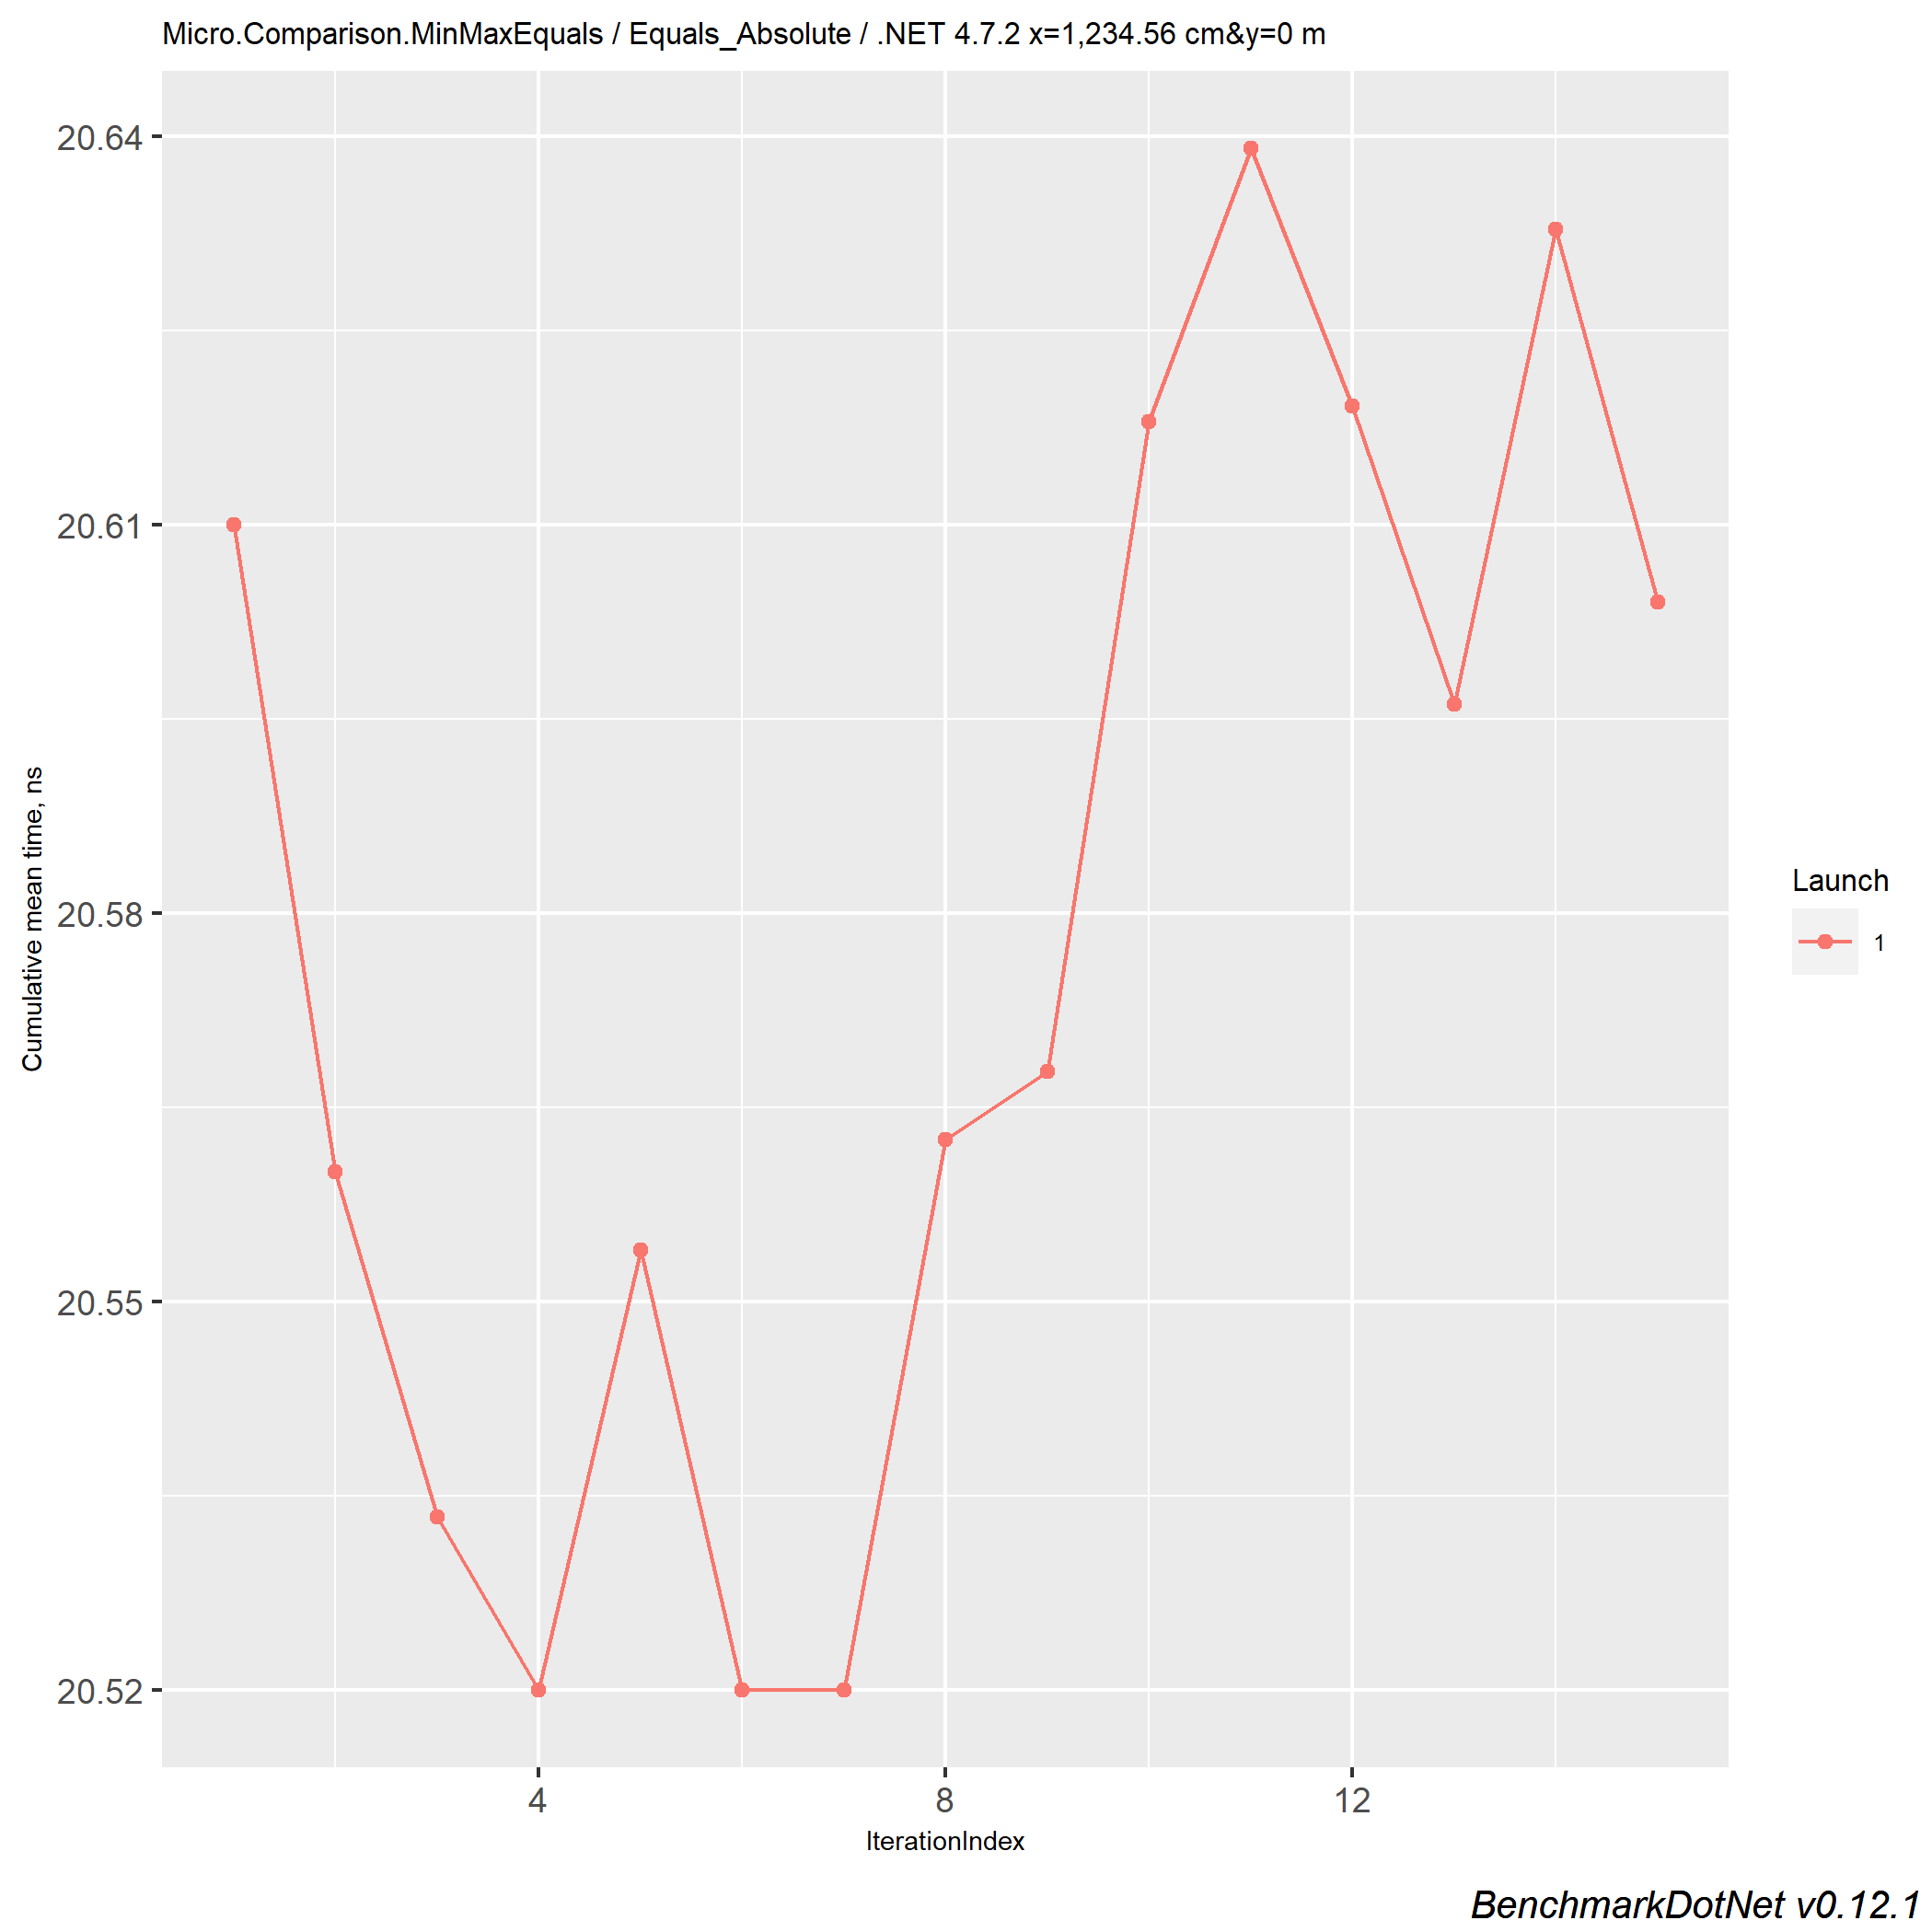 Micro.Comparison.MinMaxEquals / Equals_Absolute / .NET 4.7.2 x=1,234.56 cm&y=0 m
20.64
20.61
20.58
20.55
20.52
Cumulative mean time, ns
4
8
12
IterationIndex
Launch
1
BenchmarkDotNet v0.12.1